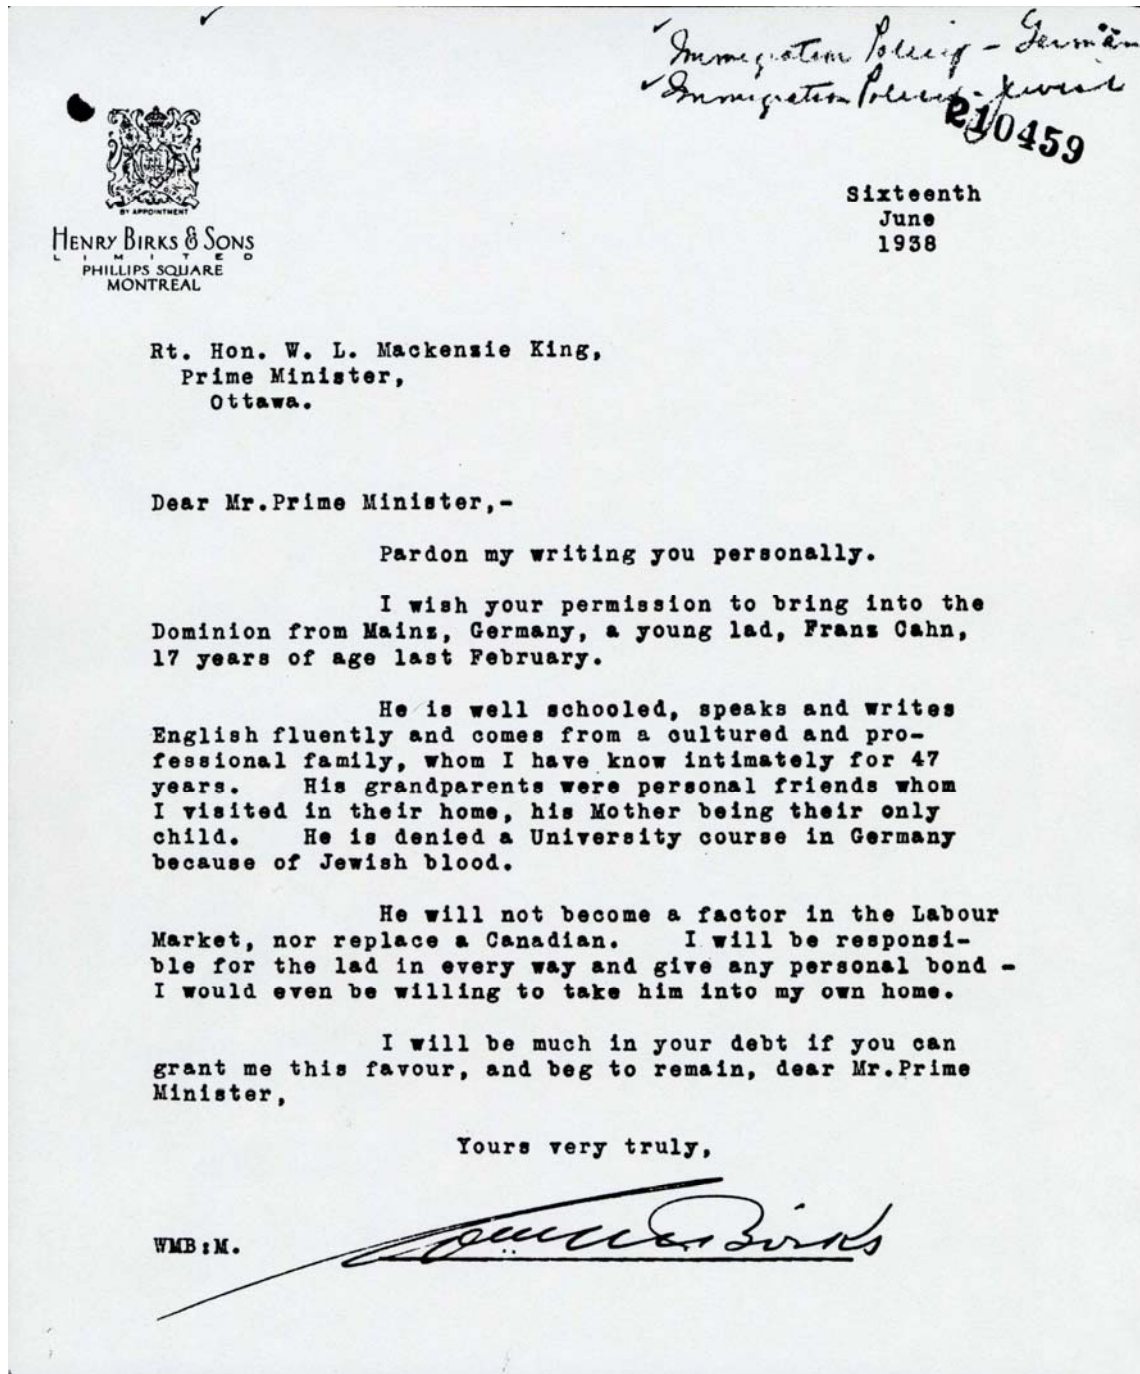 Immigration Policy - German
Immigration Policy - Jewish
210459
BY APPOINTMENT
HENRY BIRKS & SONS
LIMITED
PHILLIPS SQUARE
MONTREAL
Sixteenth
June
1938
Rt. Hon. W. L. Mackenzie King,
Prime Minister,
Ottawa.
Dear Mr.Prime Minister,-
Pardon my writing you personally.
I wish your permission to bring into the
Dominion from Mainz, Germany, a young lad, Franz Cahn,
17 years of age last February.
He is well schooled, speaks and writes
English fluently and comes from a cultured and pro-
fessional family, whom I have know intimately for 47
years. His grandparents were personal friends whom
I visited in their home, his Mother being their only
child. He is denied a University course in Germany
because of Jewish blood.
He will not become a factor in the Labour
Market, nor replace a Canadian. I will be responsi-
ble for the lad in every way and give any personal bond -
I would even be willing to take him into my own home.
I will be much in your debt if you can
grant me this favour, and beg to remain, dear Mr.Prime
Minister,
Yours very truly,
Birks
WMB:M.